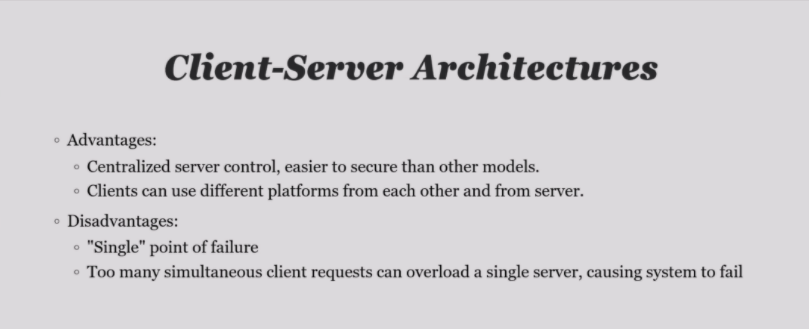 Client-Server Architectures
Advantages:
Centralized server control, easier to secure than other models.
Clients can use different platforms from each other and from server.
Disadvantages:
"Single" point of failure
Too many simultaneous client requests can overload a single server, causing system to fail